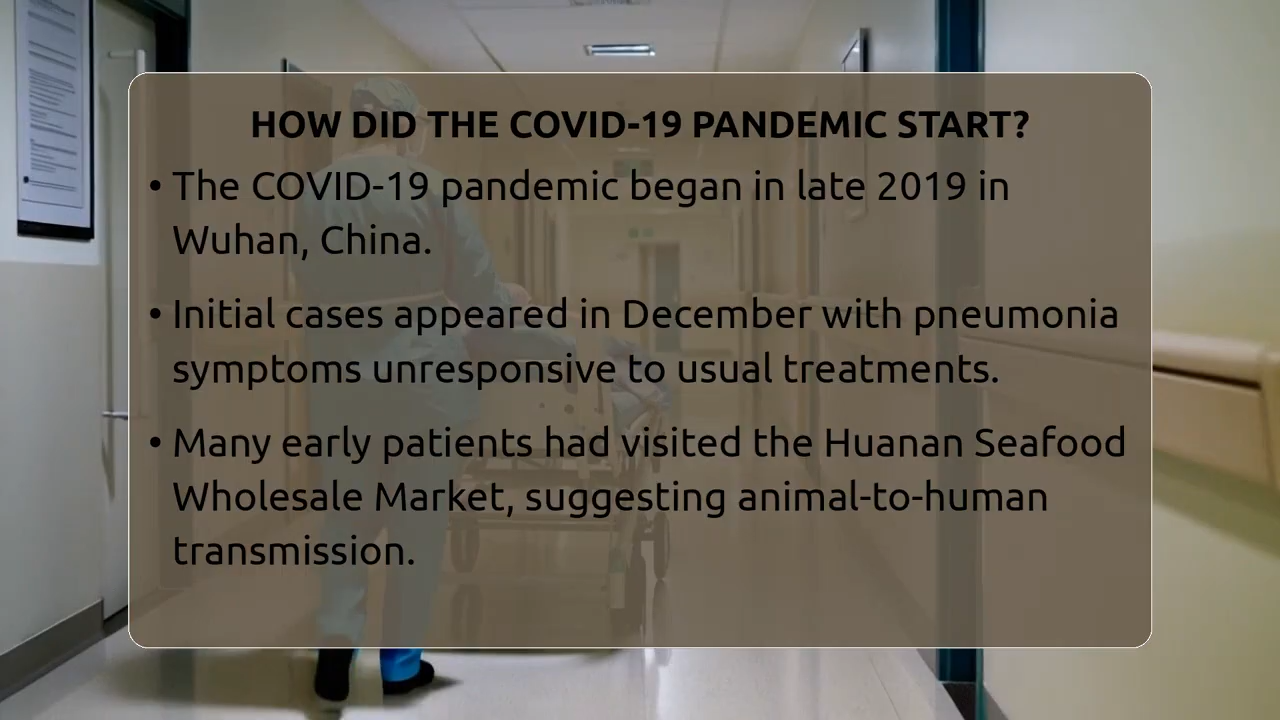 HOW DID THE COVID-19 PANDEMIC START?
• The COVID-19 pandemic began in late 2019 in
Wuhan, China.
• Initial cases appeared in December with pneumonia
symptoms unresponsive to usual treatments.
• Many early patients had visited the Huanan Seafood
Wholesale Market, suggesting animal-to-human
transmission.